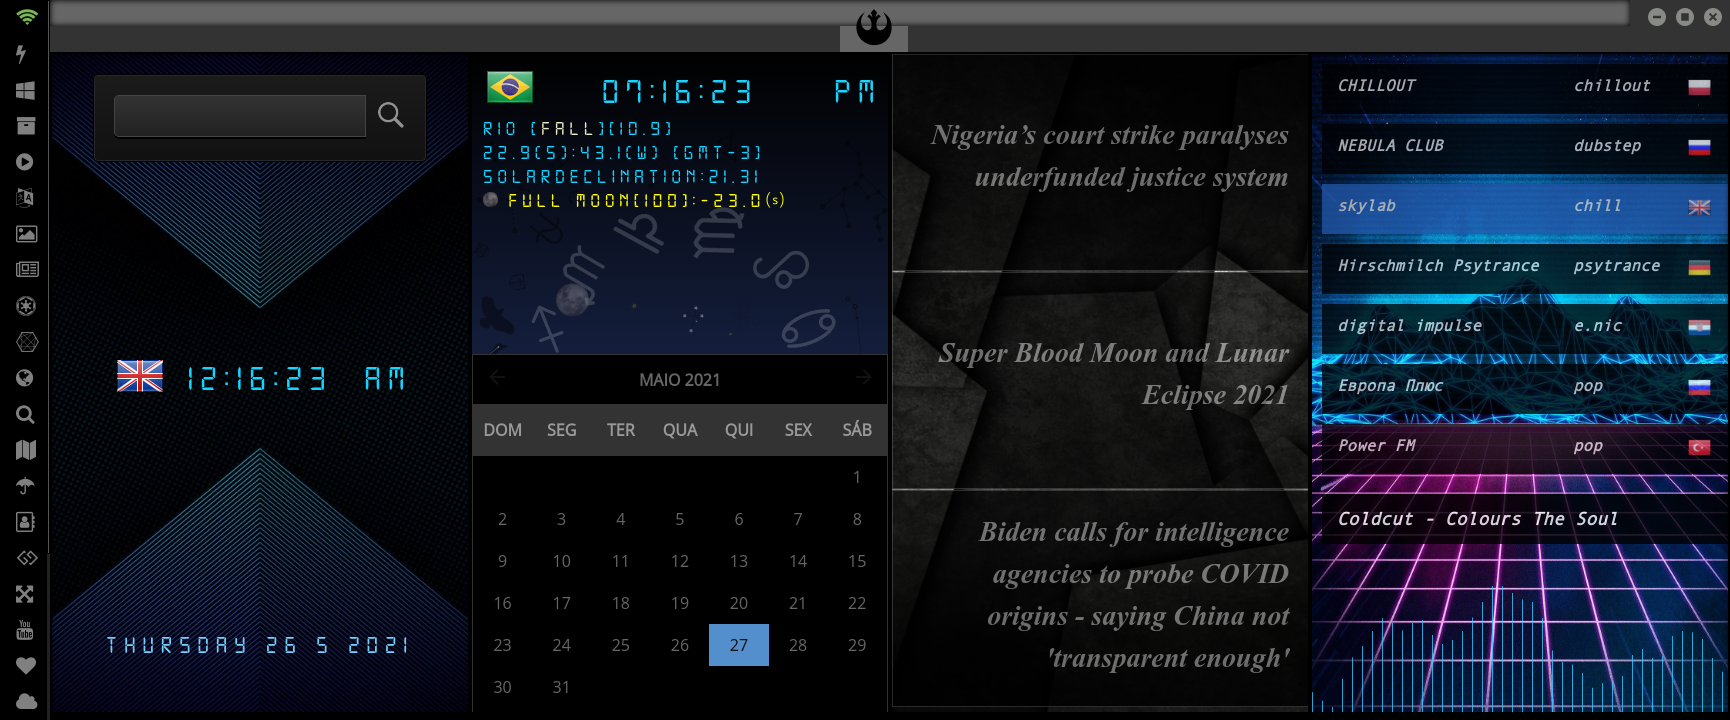 12:16:23 AM
THURSDAY 26 5 2021
07:16:23 PM
RIO [FALL](10.9)
22.9(S):43.1(W) [GMT-3]
SOLARDECLINATION:21.31
FULL MOON(100):-23.0(s)
MAIO 2021
DOM SEG TER QUA QUI SEX SÁB
1
2 3 4 5 6 7 8
9 10 11 12 13 14 15
16 17 18 19 20 21 22
23 24 25 26 27 28 29
30 31
Nigeria’s court strike paralyses
underfunded justice system
Super Blood Moon and Lunar
Eclipse 2021
Biden calls for intelligence
agencies to probe COVID
origins - saying China not
'transparent enough'
CHILLOUT chillout
NEBULA CLUB dubstep
skylab chill
Hirschmilch Psytrance psytrance
digital impulse e.nic
Европа Плюс pop
Power FM pop
Coldcut - Colours The Soul
You
Tube